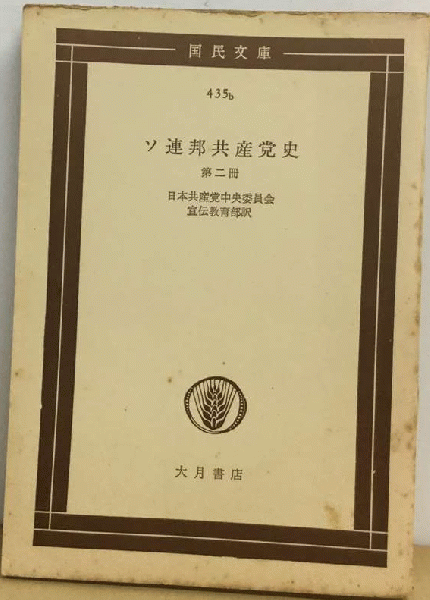 国民文庫
435b
ソ連邦共産党史
第二冊
日本共産党中央委員会
宣伝教育部訳
大月書店